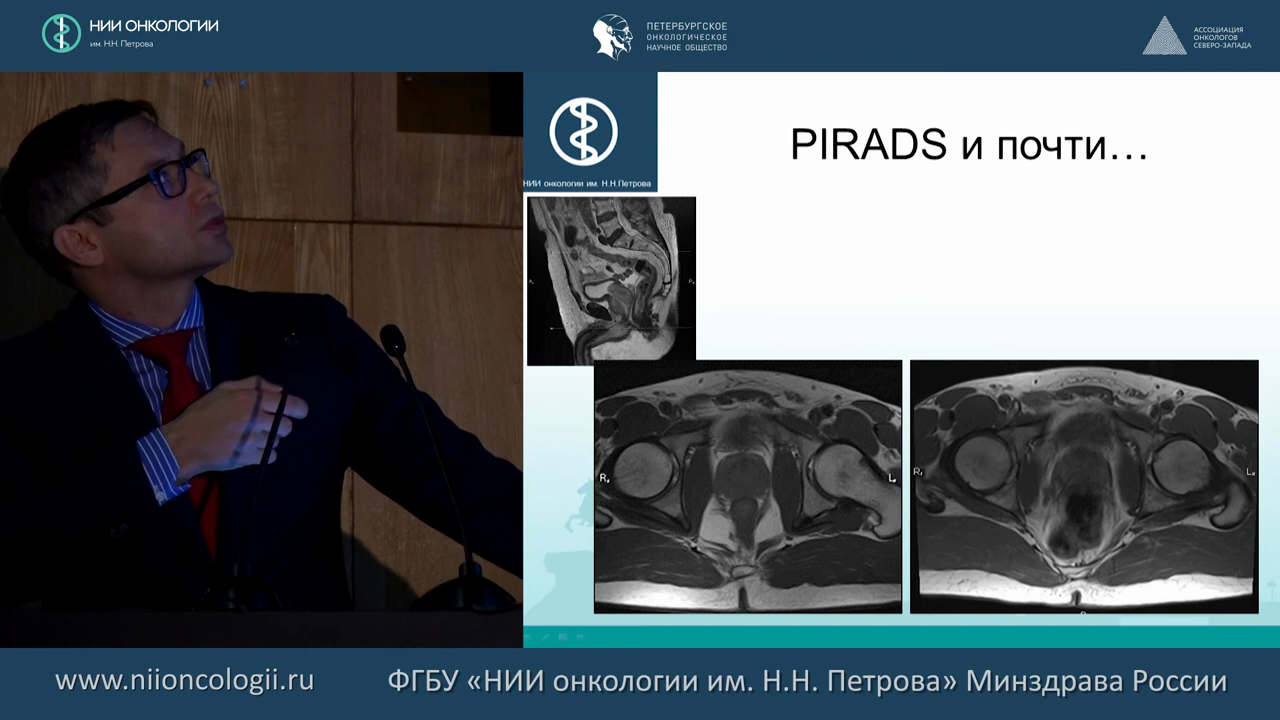 НИИ ОНКОЛОГИИ
им. Н.Н. Петрова
ПЕТЕРБУРГСКОЕ
ОНКОЛОГИЧЕСКОЕ
НАУЧНОЕ ОБЩЕСТВО
АССОЦИАЦИЯ
ОНКОЛОГОВ
СЕВЕРО-ЗАПАДА
НИИ онкологии им. Н.Н.Петрова
PIRADS и почти...
www.niioncologii.ru
ФГБУ «НИИ онкологии им. Н.Н. Петрова» Минздрава России